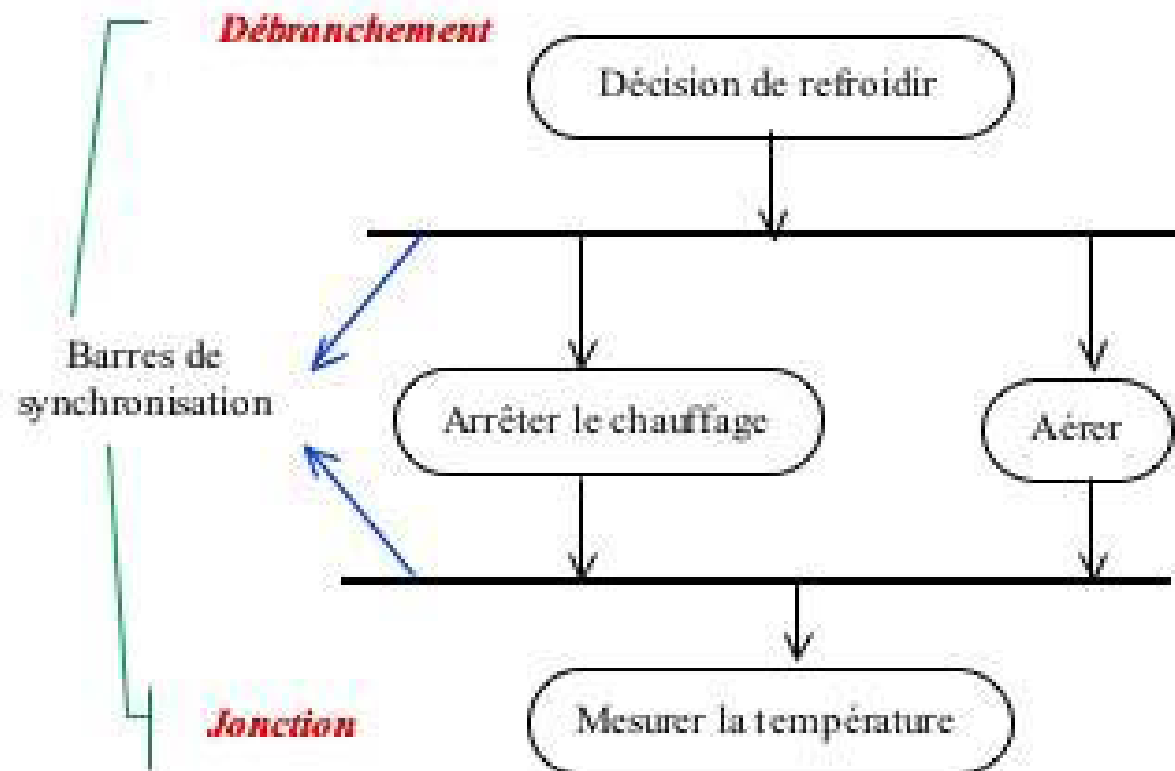 Débranchement
Décision de refroidir
Barres de
synchronisation
Arrêter le chauffage
Aérer
Jonction
Mesurer la température